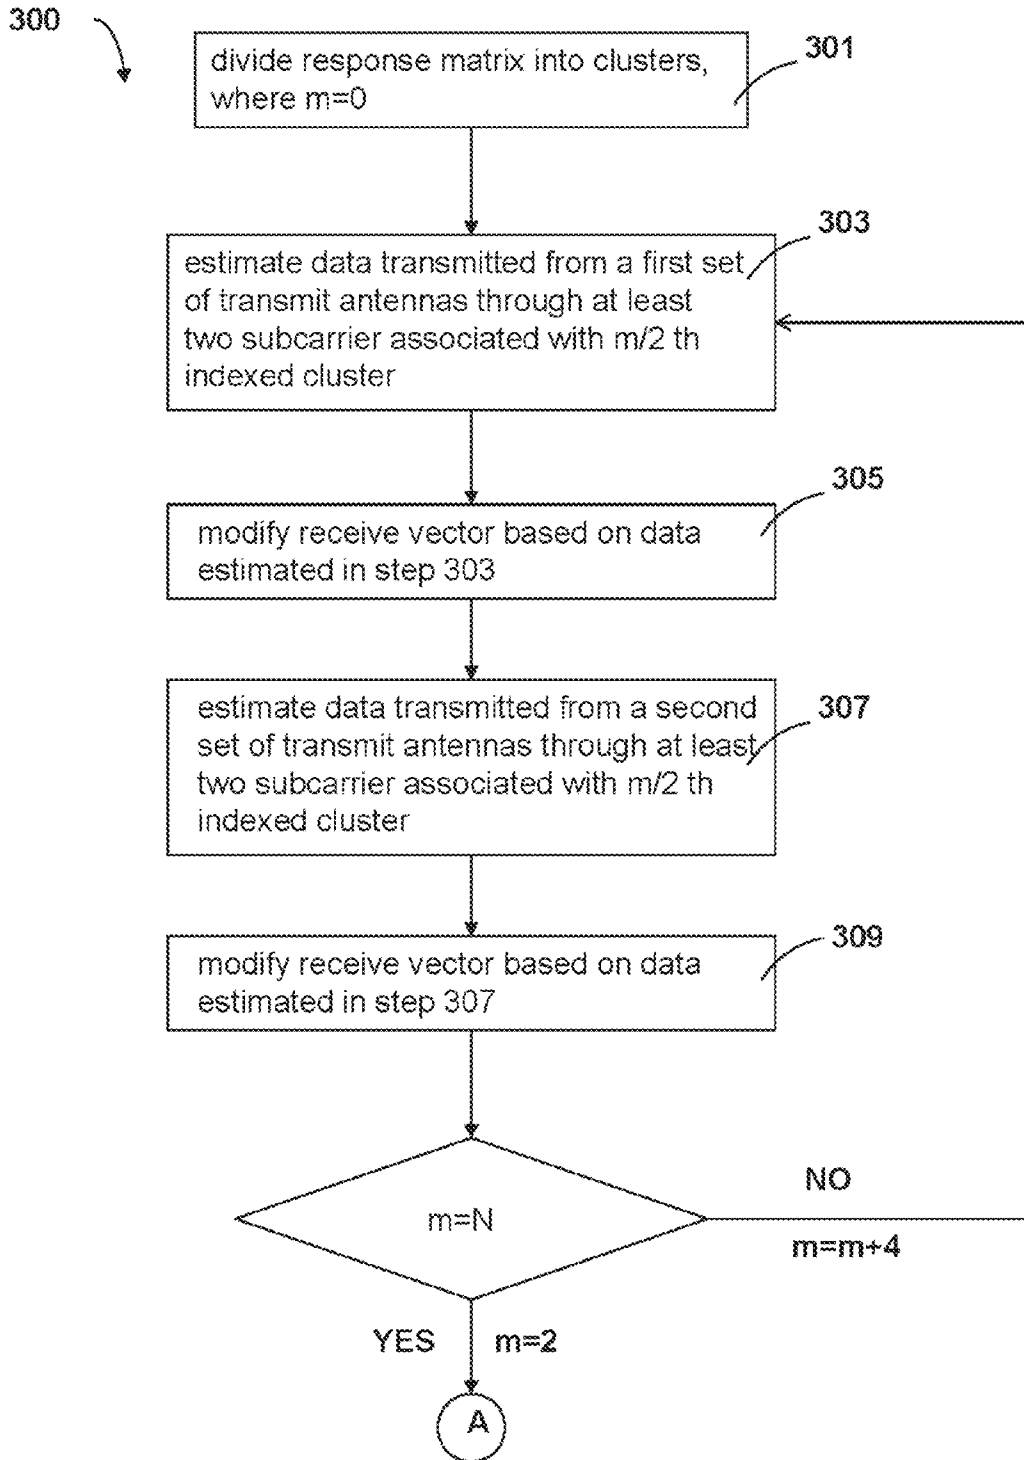 300
divide response matrix into clusters,
where m=0
301
303
estimate data transmitted from a first set
of transmit antennas through at least
two subcarrier associated with m/2 th
indexed cluster
305
modify receive vector based on data
estimated in step 303
estimate data transmitted from a second
set of transmit antennas through at least
two subcarrier associated with m/2 th
indexed cluster
307
309
modify receive vector based on data
estimated in step 307
m=N
NO
m=m+4
YES
m=2
A